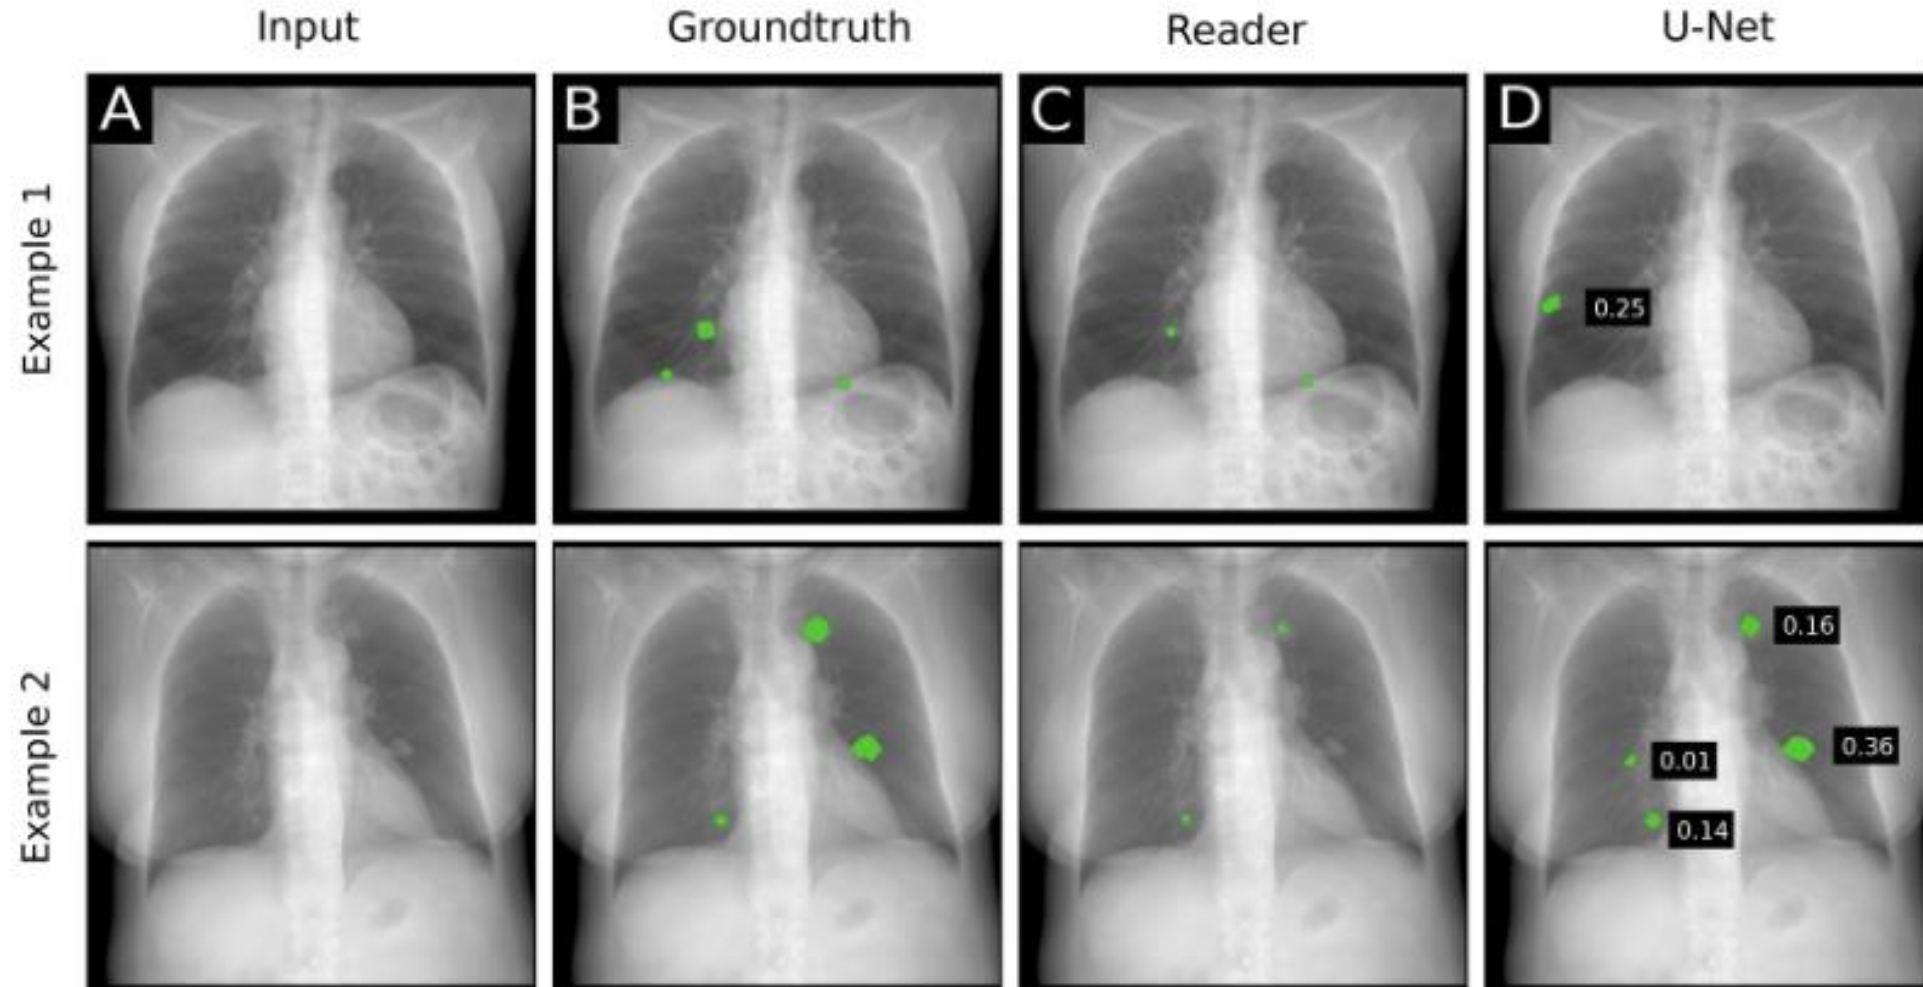 Input
Groundtruth
Reader
U-Net
Example 1
A
B
C
D
0.25
Example 2
0.16
0.36
0.01
0.14